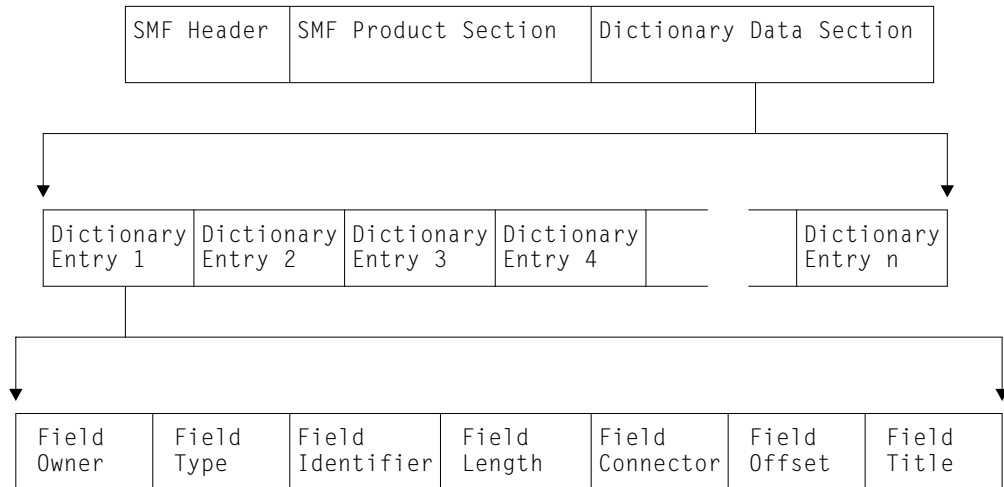 SMF Header SMF Product Section Dictionary Data Section
Dictionary Dictionary Dictionary Dictionary Dictionary
Entry 1 Entry 2 Entry 3 Entry 4 Entry n
Field Field Field Field Field Field Field
Owner Type Identifier Length Connector Offset Title